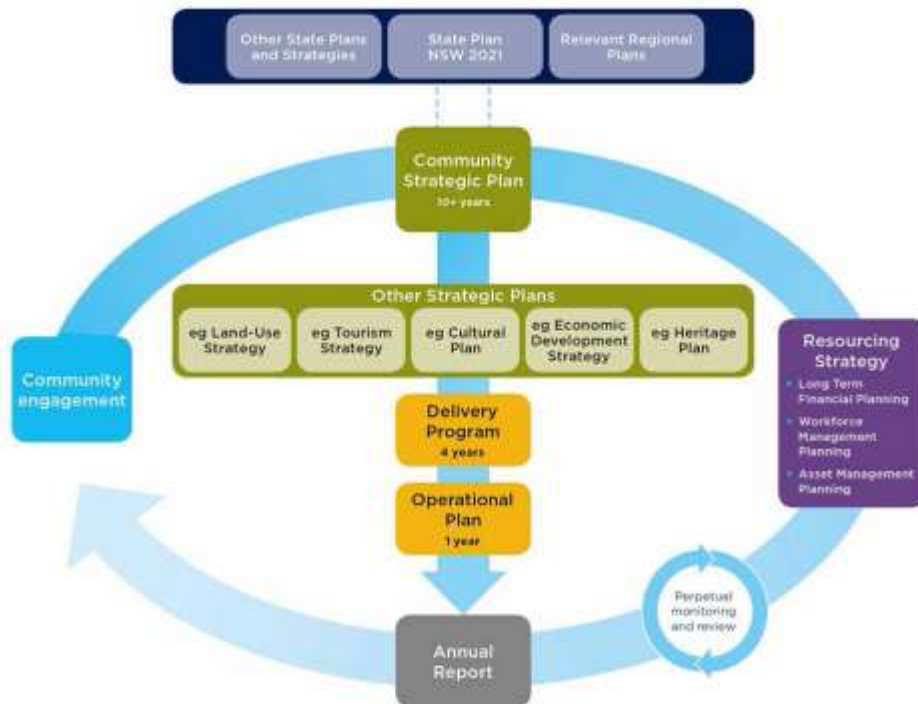 Other State Plans
and Strategies
State Plan
NSW 2021
Relevant Regional
Plans
Community
Strategic Plan
10+ years
Other Strategic Plans
eg Land-Use
Strategy
eg Tourism
Strategy
eg Cultural
Plan
eg Economic
Development
Strategy
eg Heritage
Plan
Community
engagement
Resourcing
Strategy
• Long Term
Financial Planning
• Workforce
Management
Planning
• Asset Management
Planning
Delivery
Program
4 years
Operational
Plan
1 year
Perpetual
monitoring
and review
Annual
Report